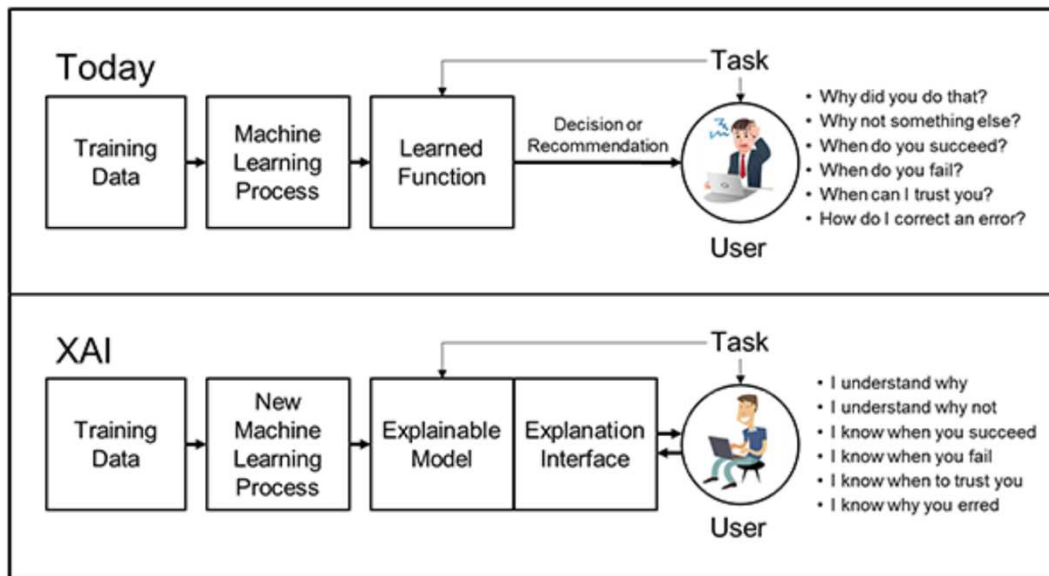 Today
Task
Training
Data
Machine
Learning
Process
Learned
Function
Decision or
Recommendation
User
• Why did you do that?
• Why not something else?
• When do you succeed?
• When do you fail?
• When can I trust you?
• How do I correct an error?
XAI
Task
Training
Data
New
Machine
Learning
Process
Explainable
Model
Explanation
Interface
User
• I understand why
• I understand why not
• I know when you succeed
• I know when you fail
• I know when to trust you
• I know why you erred